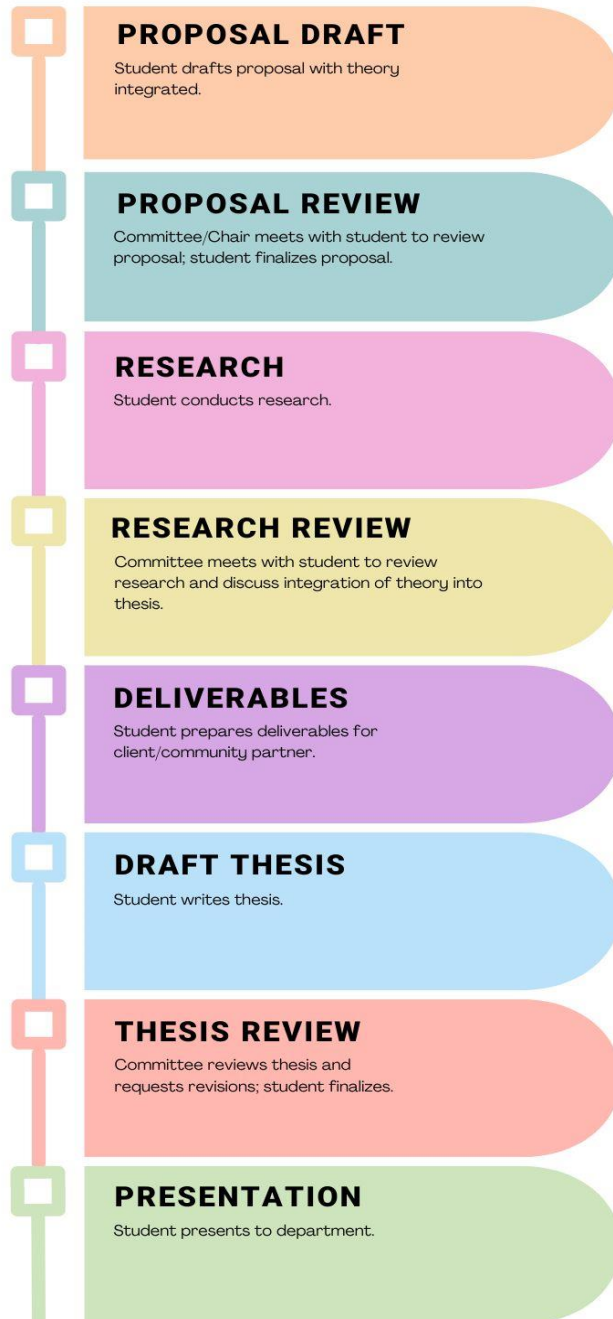 PROPOSAL DRAFT
Student drafts proposal with theory
integrated.
PROPOSAL REVIEW
Committee/Chair meets with student to review
proposal; student finalizes proposal.
RESEARCH
Student conducts research.
RESEARCH REVIEW
Committee meets with student to review
research and discuss integration of theory into
thesis.
DELIVERABLES
Student prepares deliverables for
client/community partner.
DRAFT THESIS
Student writes thesis.
THESIS REVIEW
Committee reviews thesis and
requests revisions; student finalizes.
PRESENTATION
Student presents to department.